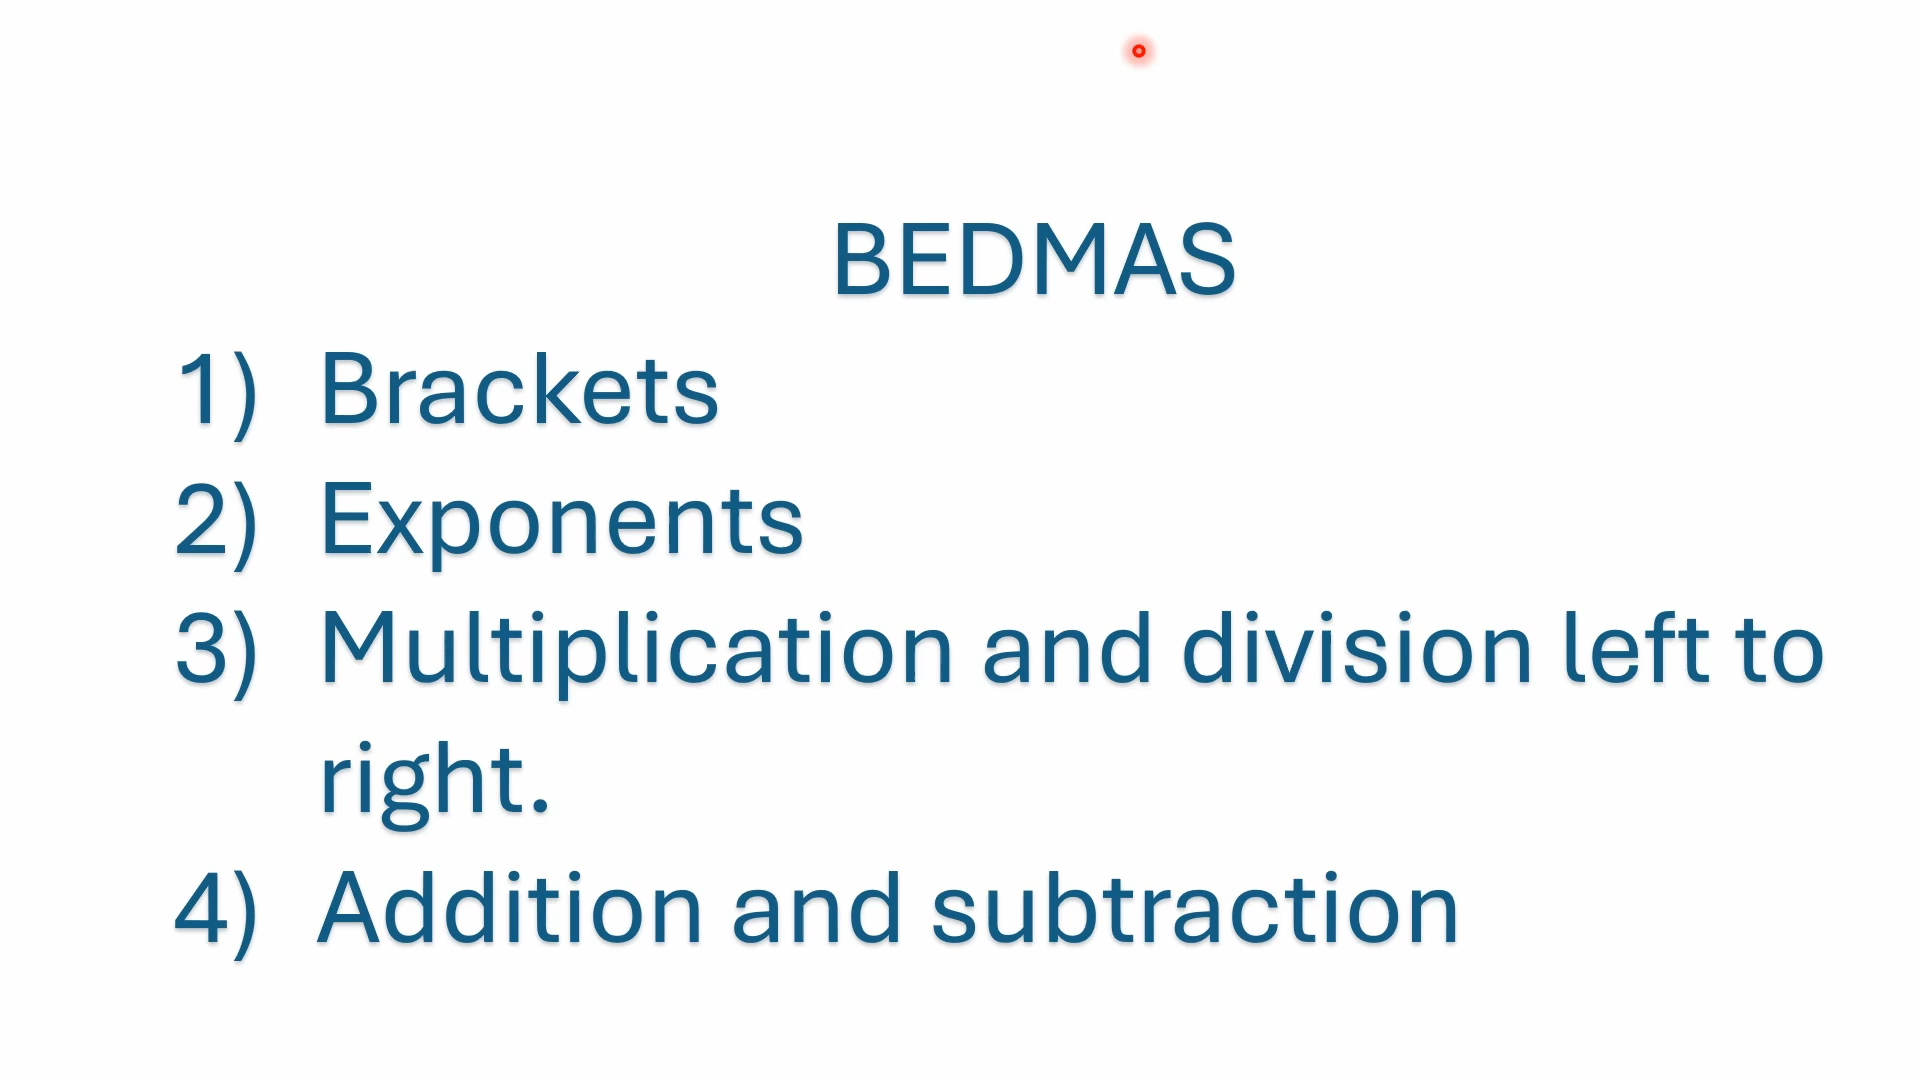 BEDMAS
1) Brackets
2) Exponents
3) Multiplication and division left to
right.
4) Addition and subtraction